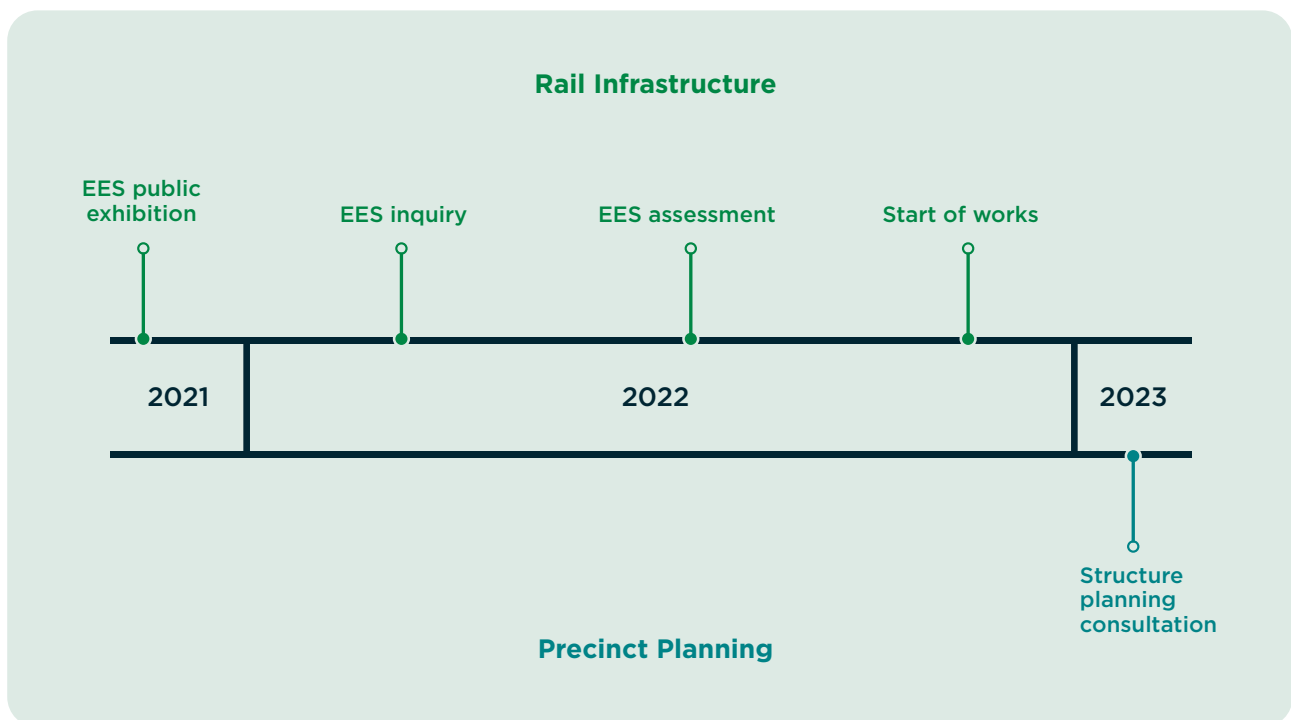 Rail Infrastructure
EES public
exhibition
EES inquiry
EES assessment
Start of works
2021
2022
2023
Structure
planning
consultation
Precinct Planning